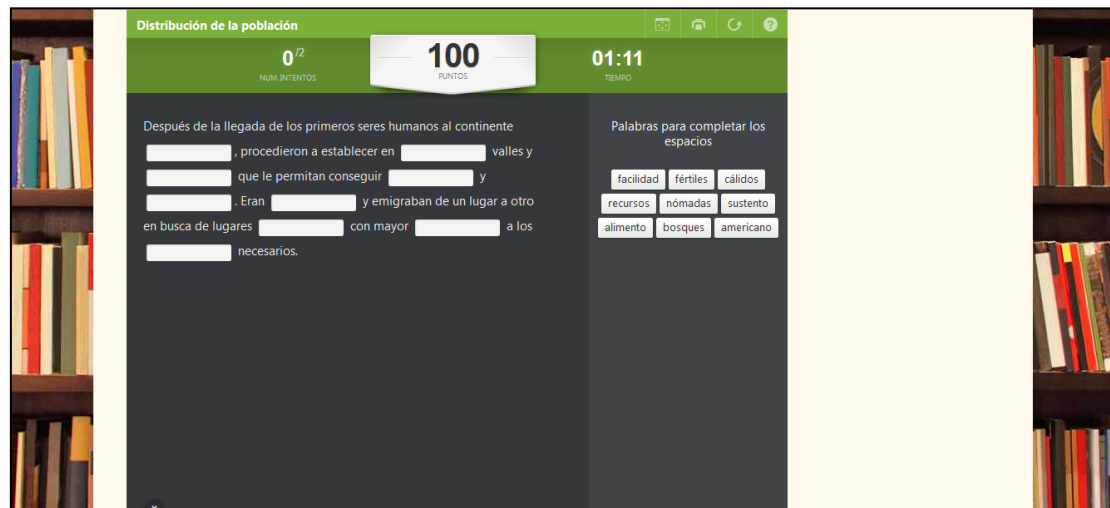 Distribución de la población
0/2
NUM. INTENTOS
100
PUNTOS
01:11
TIEMPO
Después de la llegada de los primeros seres humanos al continente
, procedieron a establecer en valles y
que le permitan conseguir y
. Eran y emigraban de un lugar a otro
en busca de lugares con mayor a los
necesarios.
Palabras para completar los
espacios
facilidad fértiles cálidos
recursos nómadas sustento
alimento bosques americano